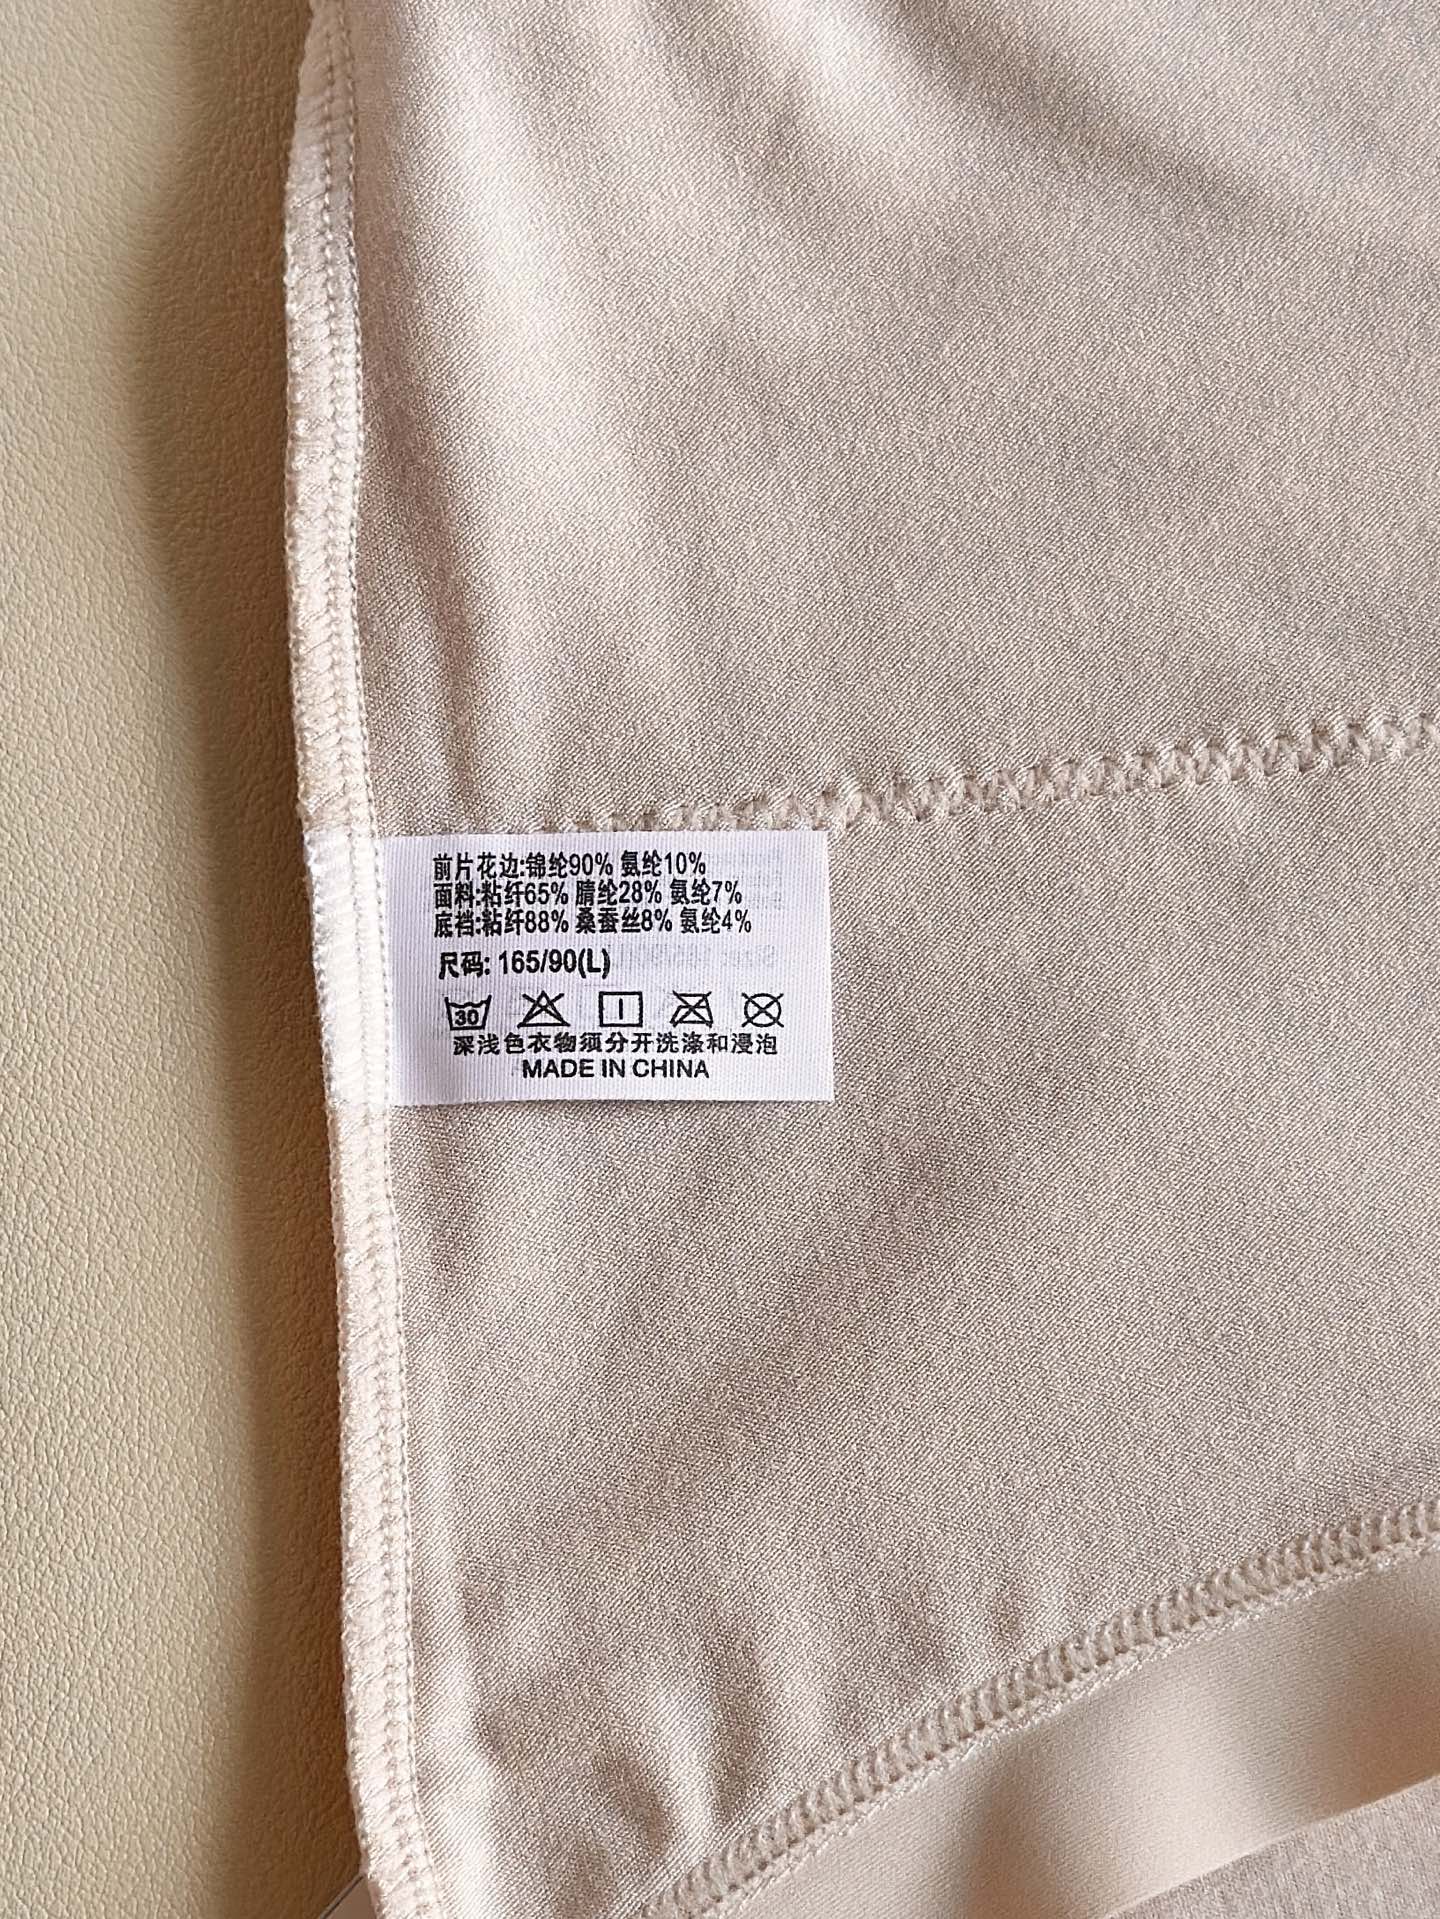 前片花边:锦纶90% 氨纶10%
面料:粘纤65% 腈纶28% 氨纶7%
底裆:粘纤88% 桑蚕丝8% 氨纶4%
尺码: 165/90(L)
30
深浅色衣物须分开洗涤和浸泡
MADE IN CHINA